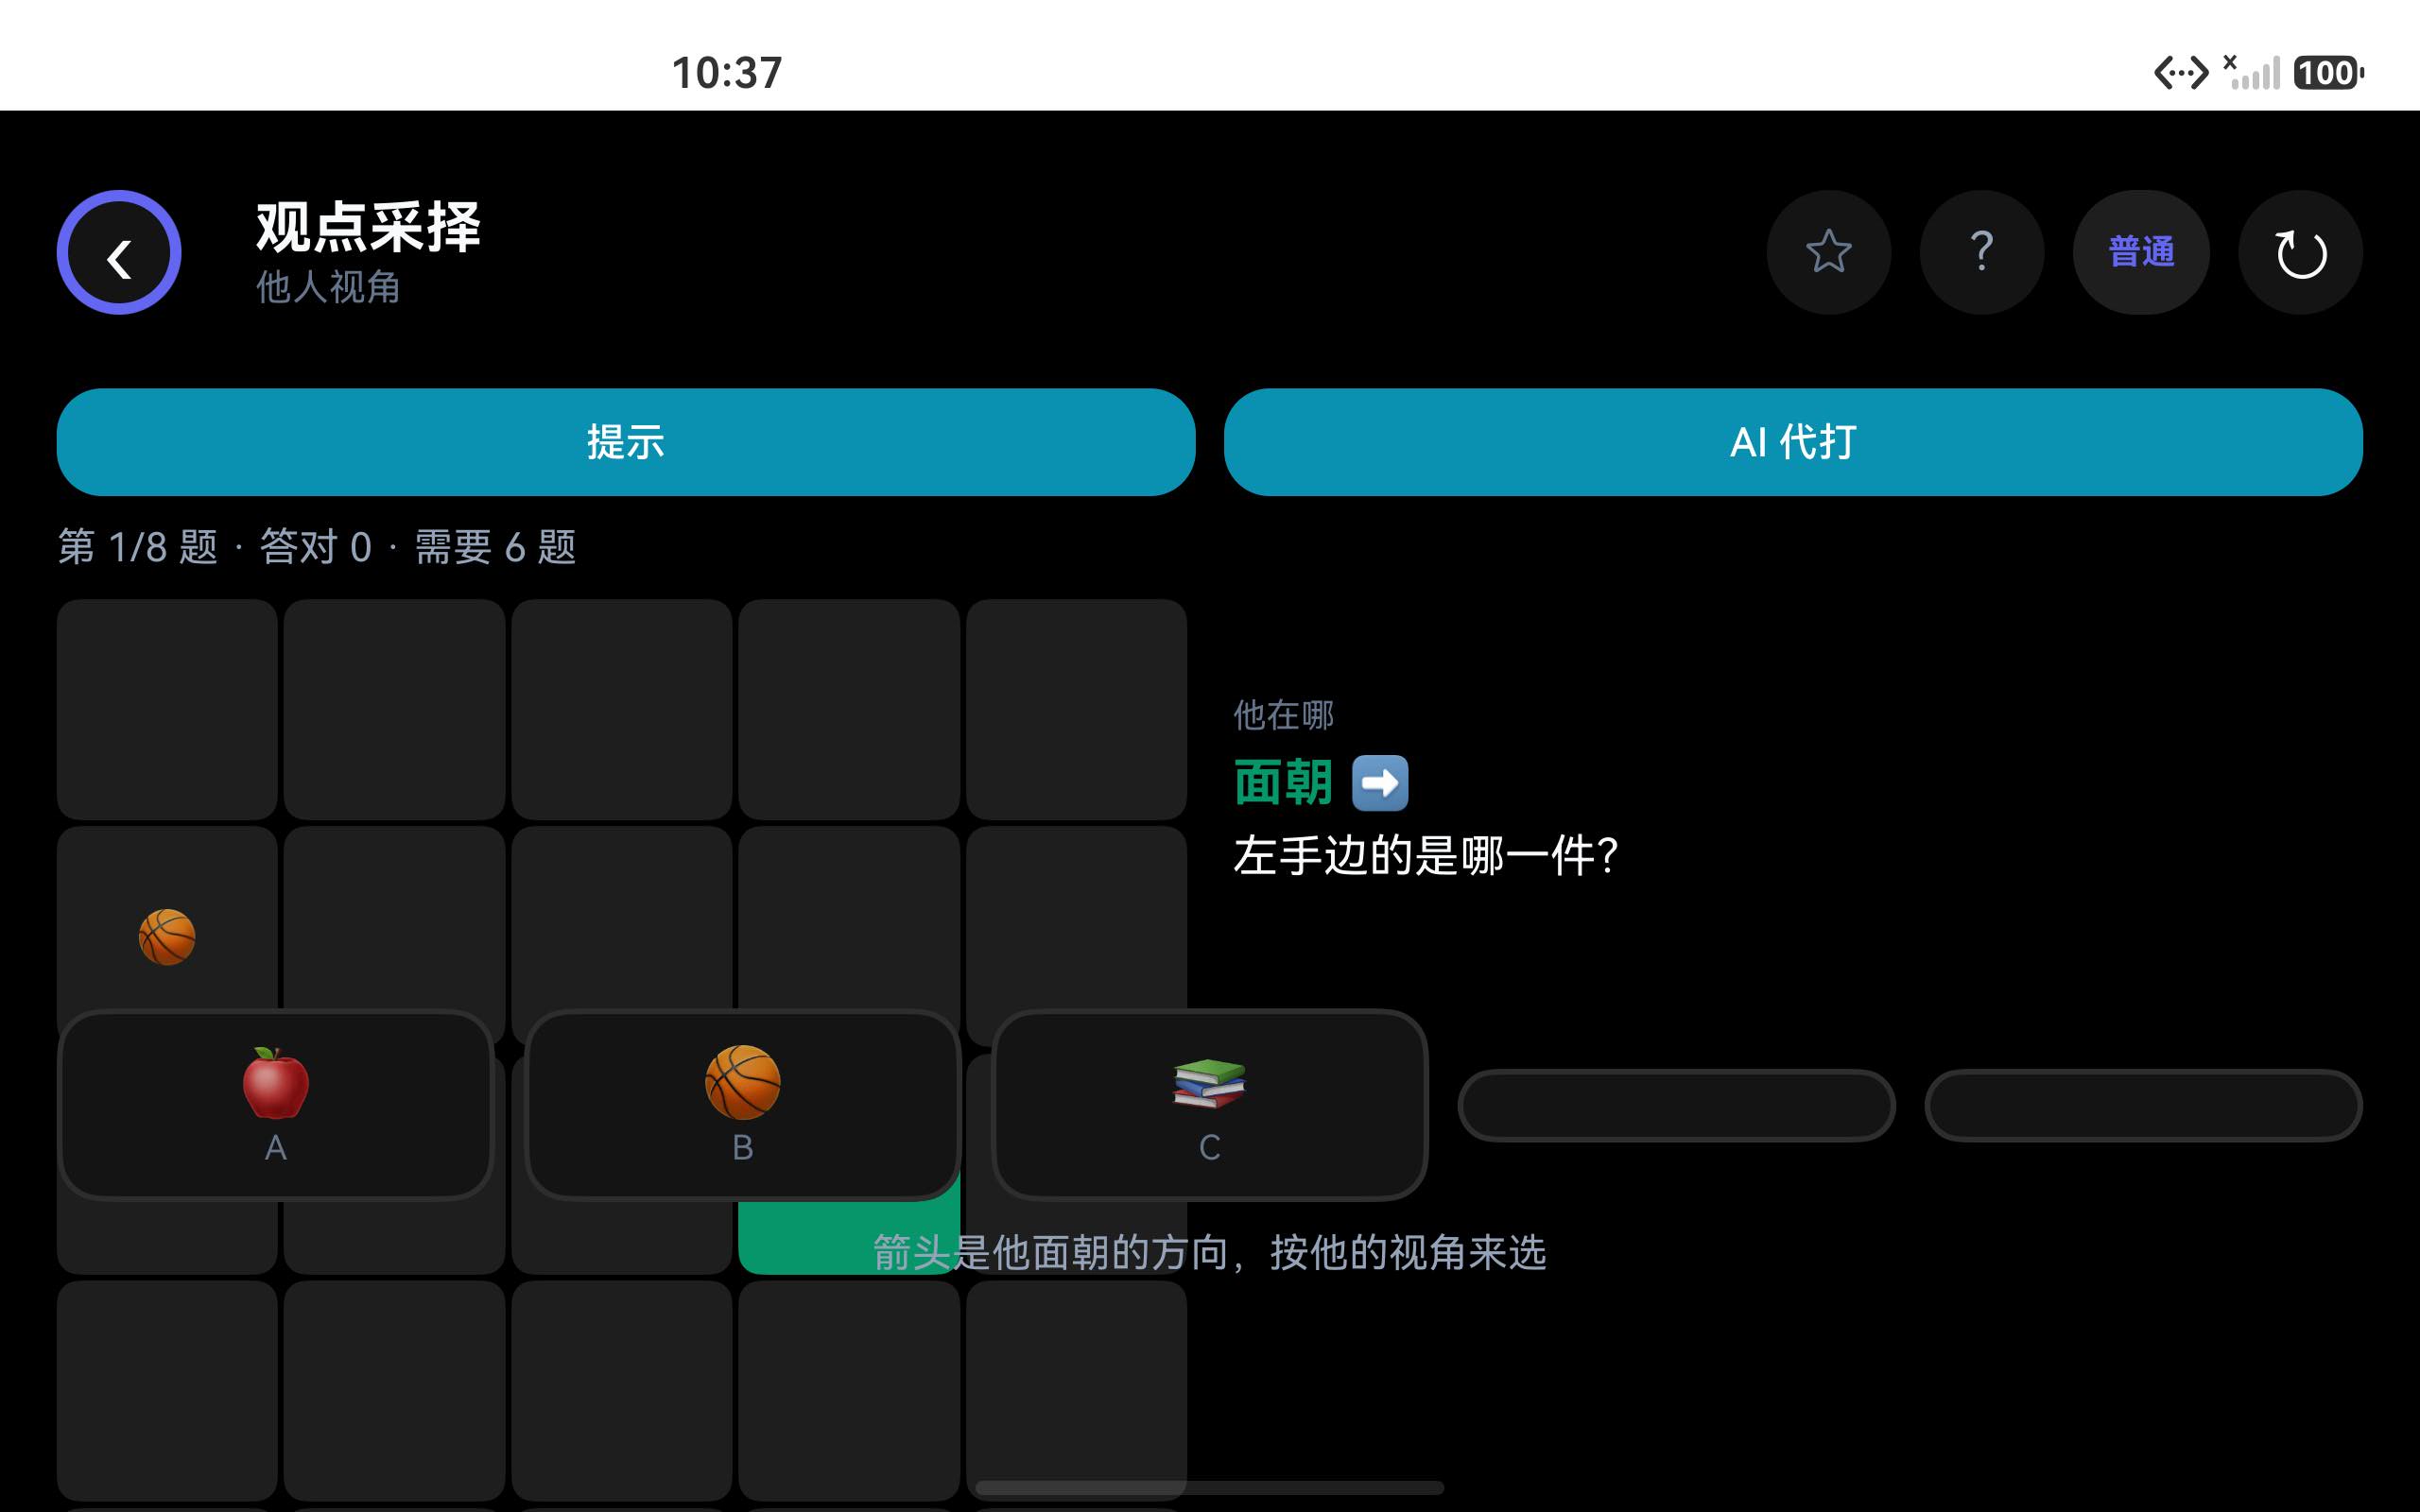 10:37
100
观点采择
他人视角
?
普通
提示
AI 代打
第 1/8 题 · 答对 0 · 需要 6 题
他在哪
面朝 ➡️
左手边的是哪一件?
A
B
C
箭头是他面朝的方向，按他的视角来选